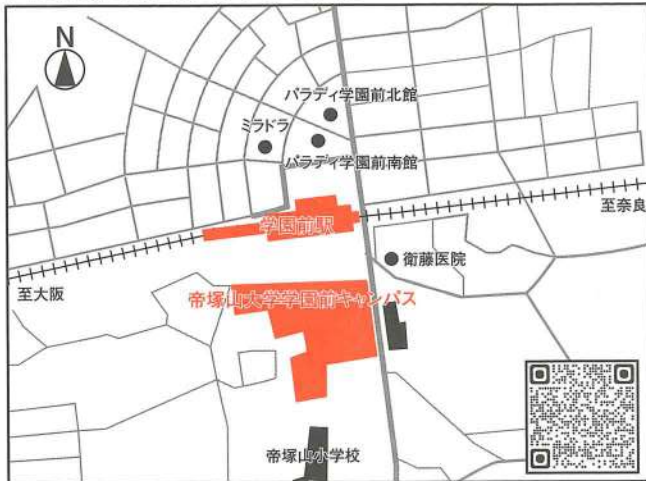 N
パラディ学園前北館
ミラドラ
パラディ学園前南館
至奈良
学園前駅
衛藤医院
至大阪
帝塚山大学学園前キャンパス
帝塚山小学校